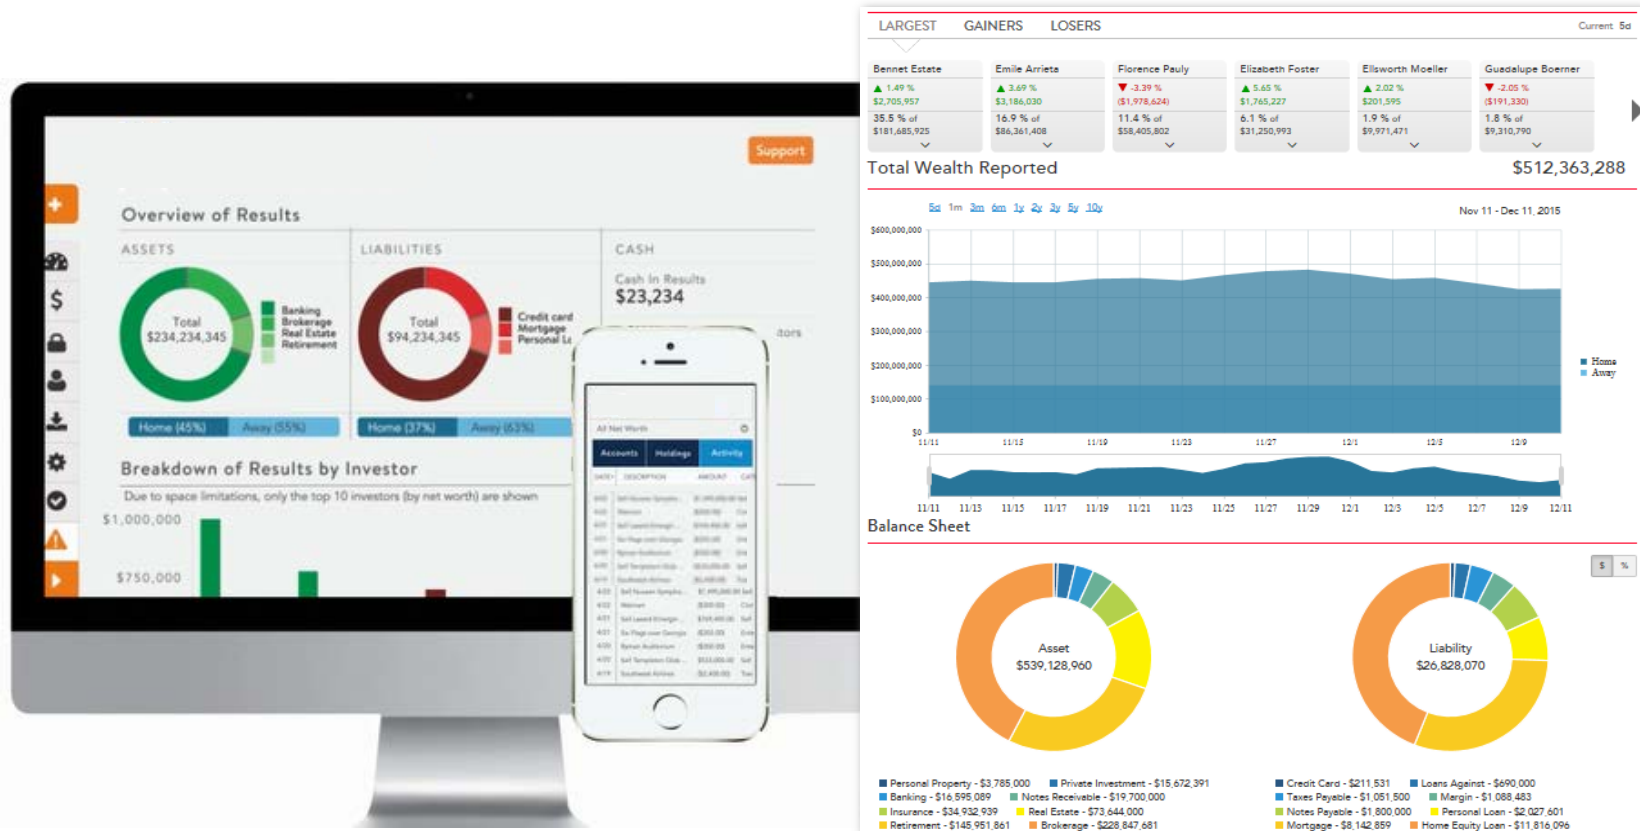 Support
Overview of Results
ASSETS
LIABILITIES
CASH
Total
$234,234,345
Banking
Brokerage
Real Estate
Retirement
Total
$94,234,345
Credit card
Mortgage
Personal
Cash In Results
$23,234
Home (45%)
Away (55%)
Home (37%)
Away (63%)
Breakdown of Results by Investor
Due to space limitations, only the top 10 investors (by net worth) are shown
$1,000,000
$750,000
All Net Worth
Accounts Holdings Activity
DATE DESCRIPTION AMOUNT
LARGEST GAINERS LOSERS
Current 5d
Bennet Estate
▲ 1.49 %
$2,705,957
35.5 % of
$181,685,925
Emile Arrieta
▲ 3.69 %
$3,186,030
16.9 % of
$86,361,408
Florence Pauly
▼ -3.39 %
($1,978,624)
11.4 % of
$58,405,802
Elizabeth Foster
▲ 5.65 %
$1,765,227
6.1 % of
$31,250,993
Ellsworth Moeller
▲ 2.02 %
$201,595
1.9 % of
$9,971,471
Guadalupe Boerner
▼ -2.05 %
($191,330)
1.8 % of
$9,310,790
Total Wealth Reported
$512,363,288
5d 1m 3m 6m 1y 2y 3y 5y 10y
Nov 11 - Dec 11, 2015
$600,000,000
$500,000,000
$400,000,000
$300,000,000
$200,000,000
$100,000,000
$0
Home
Away
11/11 11/15 11/19 11/23 11/27 12/1 12/5 12/9
11/11 11/13 11/15 11/17 11/19 11/21 11/23 11/25 11/27 11/29 12/1 12/3 12/5 12/7 12/9 12/11
Balance Sheet
$ %
Asset
$539,128,960
Liability
$26,828,070
Personal Property - $3,785,000 Private Investment - $15,672,391
Banking - $16,595,089 Notes Receivable - $19,700,000
Insurance - $34,932,939 Real Estate - $73,644,000
Retirement - $145,951,861 Brokerage - $228,847,681
Credit Card - $211,531 Loans Against - $690,000
Taxes Payable - $1,051,500 Margin - $1,088,483
Notes Payable - $1,800,000 Personal Loan - $2,027,601
Mortgage - $8,142,859 Home Equity Loan - $11,816,096